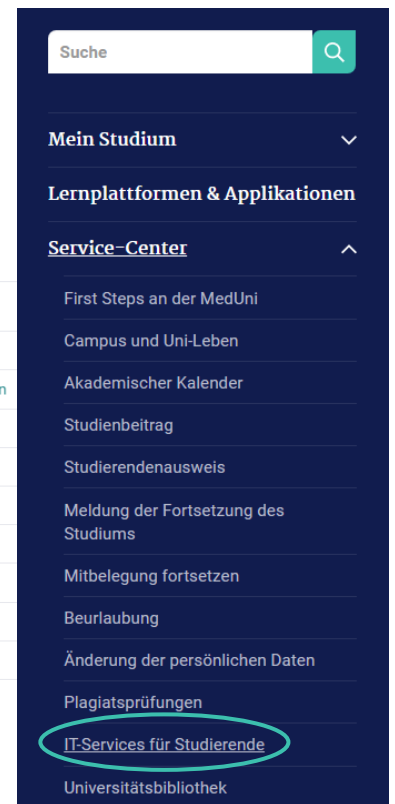 Suche
Mein Studium
Lernplattformen & Applikationen
Service-Center
First Steps an der MedUni
Campus und Uni-Leben
n
Akademischer Kalender
Studienbeitrag
Studierendenausweis
Meldung der Fortsetzung des
Studiums
Mitbelegung fortsetzen
Beurlaubung
Änderung der persönlichen Daten
Plagiatsprüfungen
IT-Services für Studierende
Universitätsbibliothek